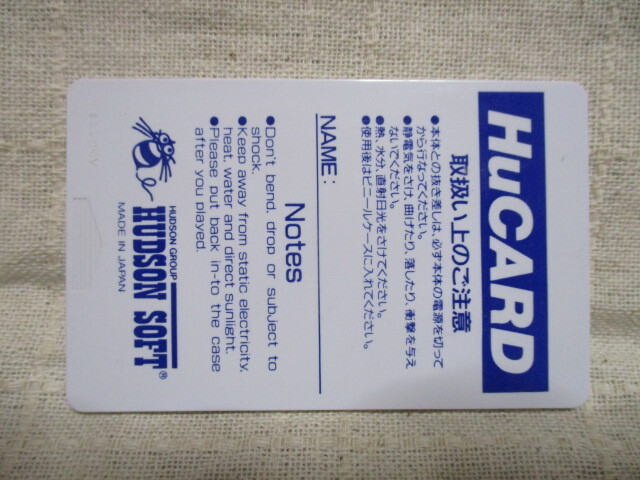 HuCARD
取扱い上のご注意
●本体との抜き差しは、必ず本体の電源を切って
から行なってください。
●静電気をさけ、曲げたり、落したり、衝撃を与え
ないでください。
●熱、水分、直射日光をさけてください。
●使用後はビニールケースに入れてください。
NAME:
Notes
●Don't bend, drop or subject to
shock.
●Keep away from static electricity,
heat, water and direct sunlight.
●Please put back in-to the case
after you played.
HUDSON GROUP
HUDSON SOFT®
MADE IN JAPAN